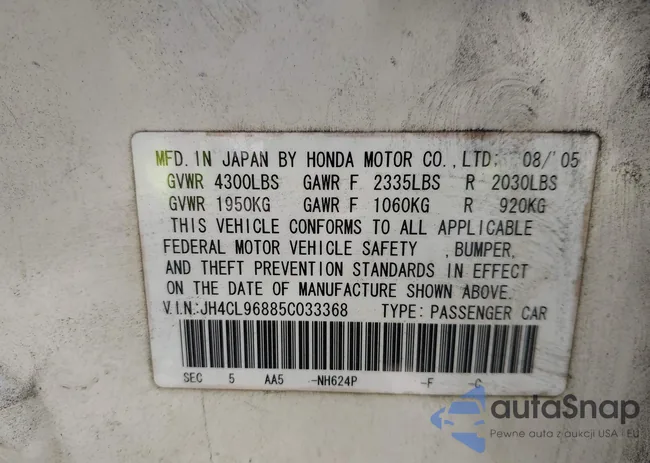 MFD. IN JAPAN BY HONDA MOTOR CO., LTD: 08/'05
GVWR 4300LBS GAWR F 2335LBS R 2030LBS
GVWR 1950KG GAWR F 1060KG R 920KG
THIS VEHICLE CONFORMS TO ALL APPLICABLE
FEDERAL MOTOR VEHICLE SAFETY , BUMPER,
AND THEFT PREVENTION STANDARDS IN EFFECT
ON THE DATE OF MANUFACTURE SHOWN ABOVE.
V.I.N:JH4CL96885C033368 TYPE: PASSENGER CAR
SEC 5 AA5 -NH624P -F -C
autaSnap
Pewne auta z aukcji USA i EU